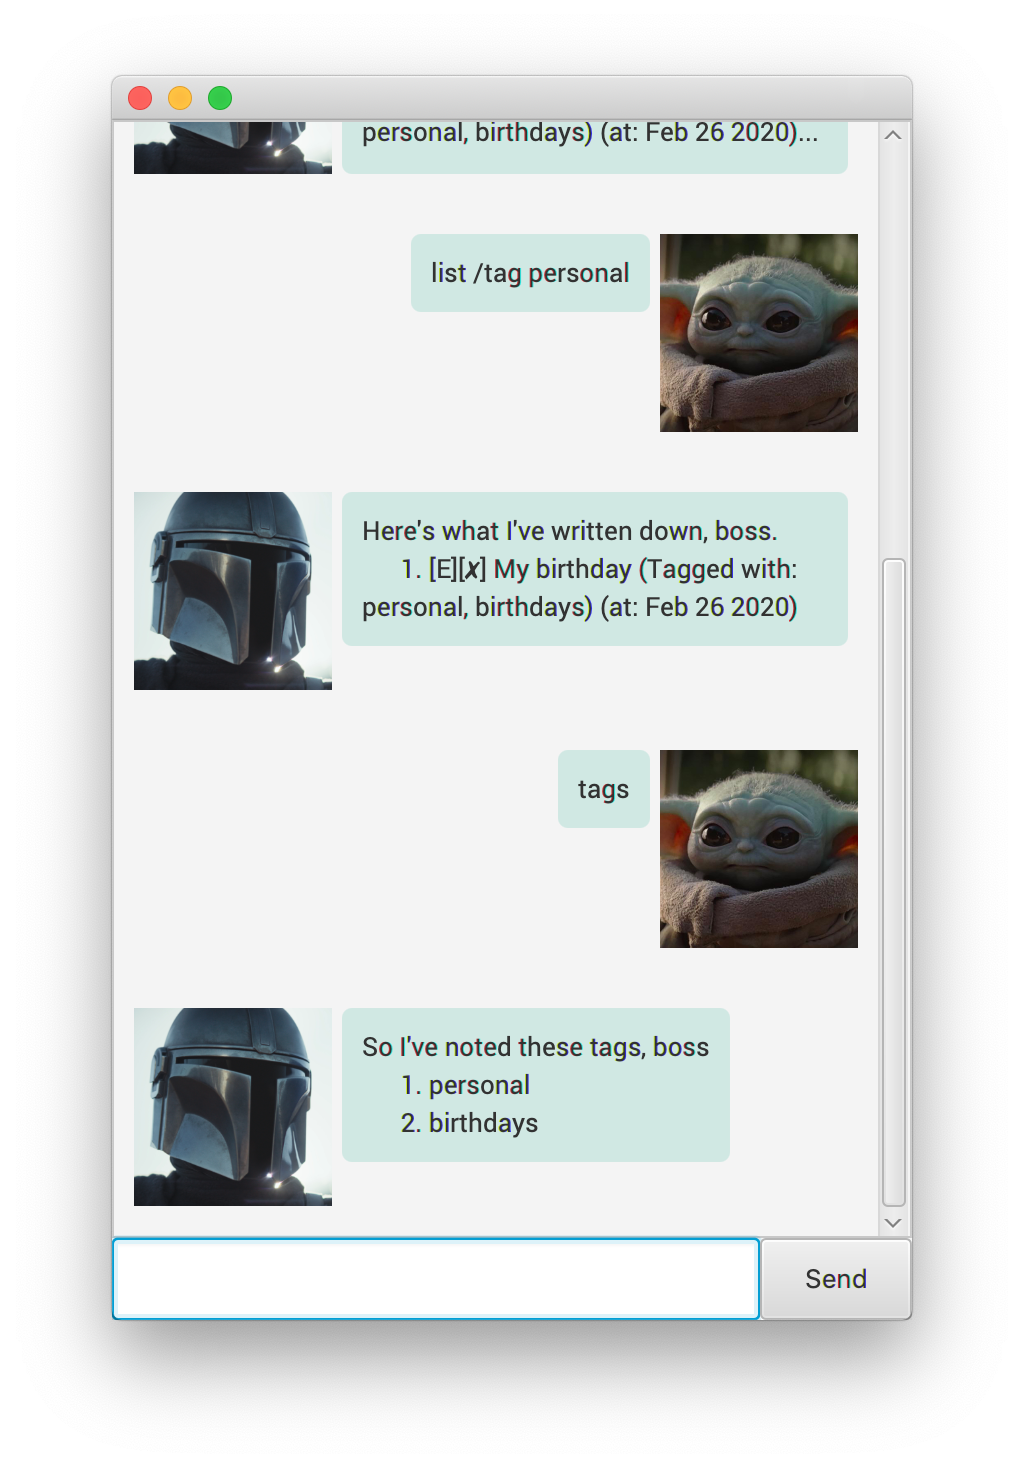 personal, birthdays) (at: Feb 26 2020)...
list /tag personal
Here's what I've written down, boss.
1. [E][✘] My birthday (Tagged with:
personal, birthdays) (at: Feb 26 2020)
tags
So I've noted these tags, boss
1. personal
2. birthdays
Send